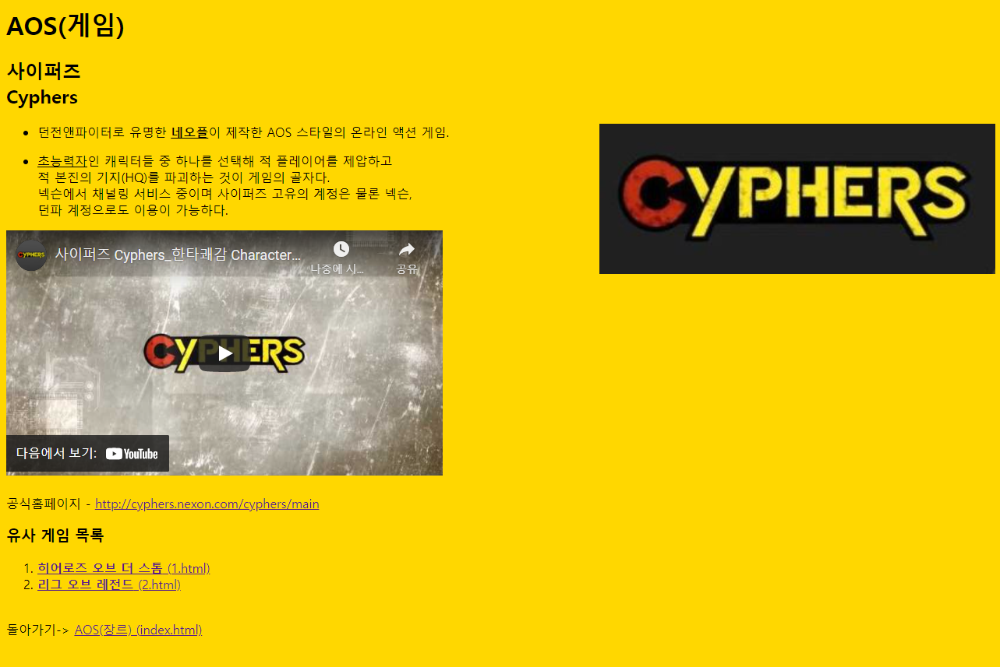 AOS(게임)
사이퍼즈
Cyphers
던전앤파이터로 유명한 네오플이 제작한 AOS 스타일의 온라인 액션 게임.
초능력자인 캐릭터들 중 하나를 선택해 적 플레이어를 제압하고
적 본진의 기지(HQ)를 파괴하는 것이 게임의 골자다.
넥슨에서 채널링 서비스 중이며 사이퍼즈 고유의 계정은 물론 넥슨,
던파 계정으로도 이용이 가능하다.
CYPHERS
CYPHERS
사이퍼즈 Cyphers_한타쾌감 Character...
나중에 시...
공유
CYPHERS
다음에서 보기: YouTube
공식홈페이지 - http://cyphers.nexon.com/cyphers/main
유사 게임 목록
1. 히어로즈 오브 더 스톰 (1.html)
2. 리그 오브 레전드 (2.html)
돌아가기-> AOS(장르) (index.html)